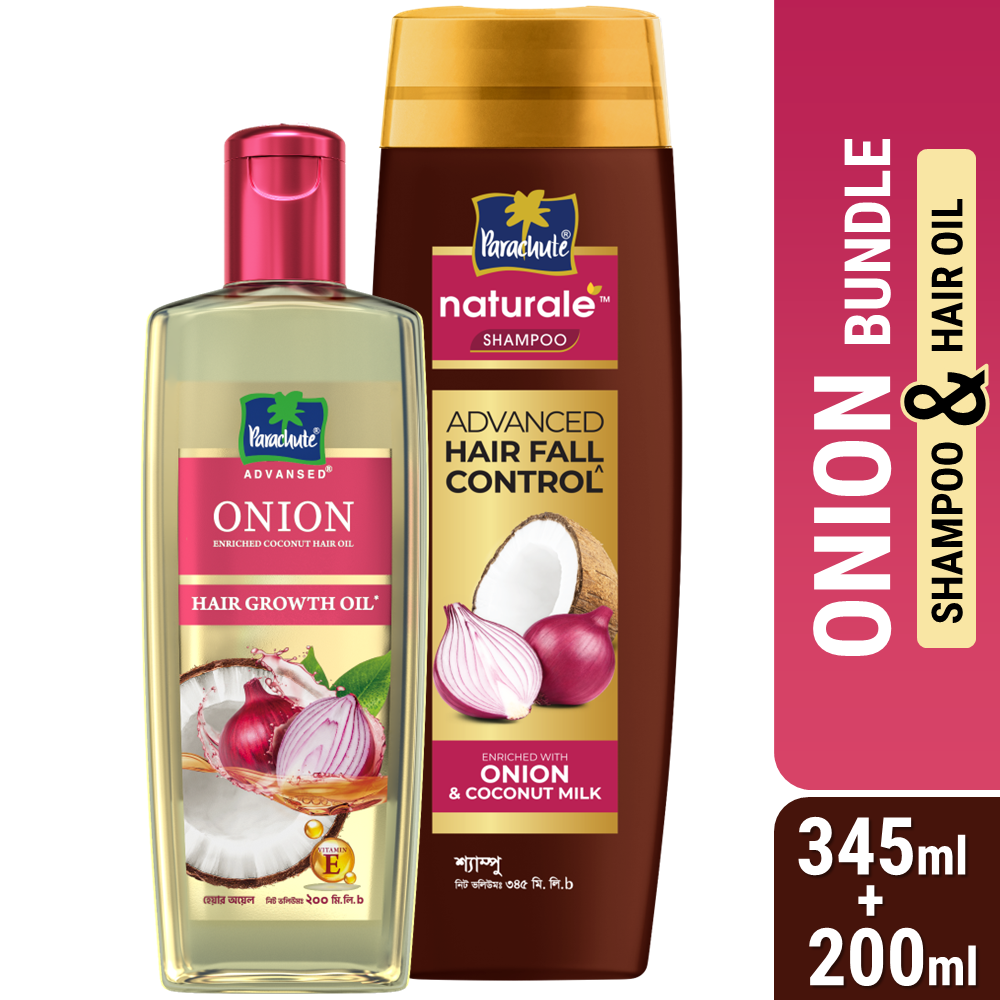 Parachute®
ADVANSED®
ONION
ENRICHED COCONUT HAIR OIL
HAIR GROWTH OIL*
VITAMIN
E
হেয়ার অয়েল নিট ভলিউমঃ ২০০ মি.লি.b
Parachute®
naturale™
SHAMPOO
ADVANCED
HAIR FALL
CONTROL^
ENRICHED WITH
ONION
& COCONUT MILK
শ্যাম্পু
নিট ভলিউমঃ ৩৪৫ মি. লি.b
ONION BUNDLE
SHAMPOO & HAIR OIL
345ml
+
200ml